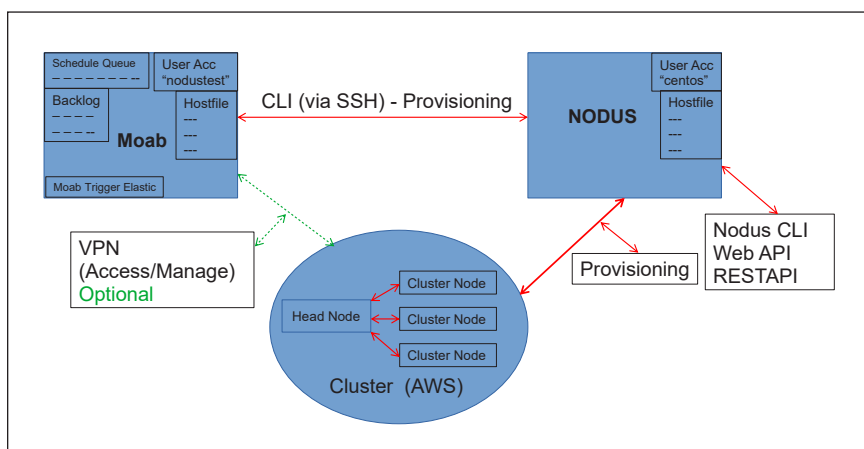 Schedule Queue
_ _ _ _ _ _ _ --
User Acc
“nodustest”
Backlog
_ _ _ _
_ _ _ --
Hostfile
---
---
---
Moab
Moab Trigger Elastic
CLI (via SSH) - Provisioning
User Acc
“centos”
Hostfile
---
---
---
NODUS
VPN
(Access/Manage)
Optional
Nodus CLI
Web API
RESTAPI
Provisioning
Head Node
Cluster Node
Cluster Node
Cluster Node
Cluster (AWS)